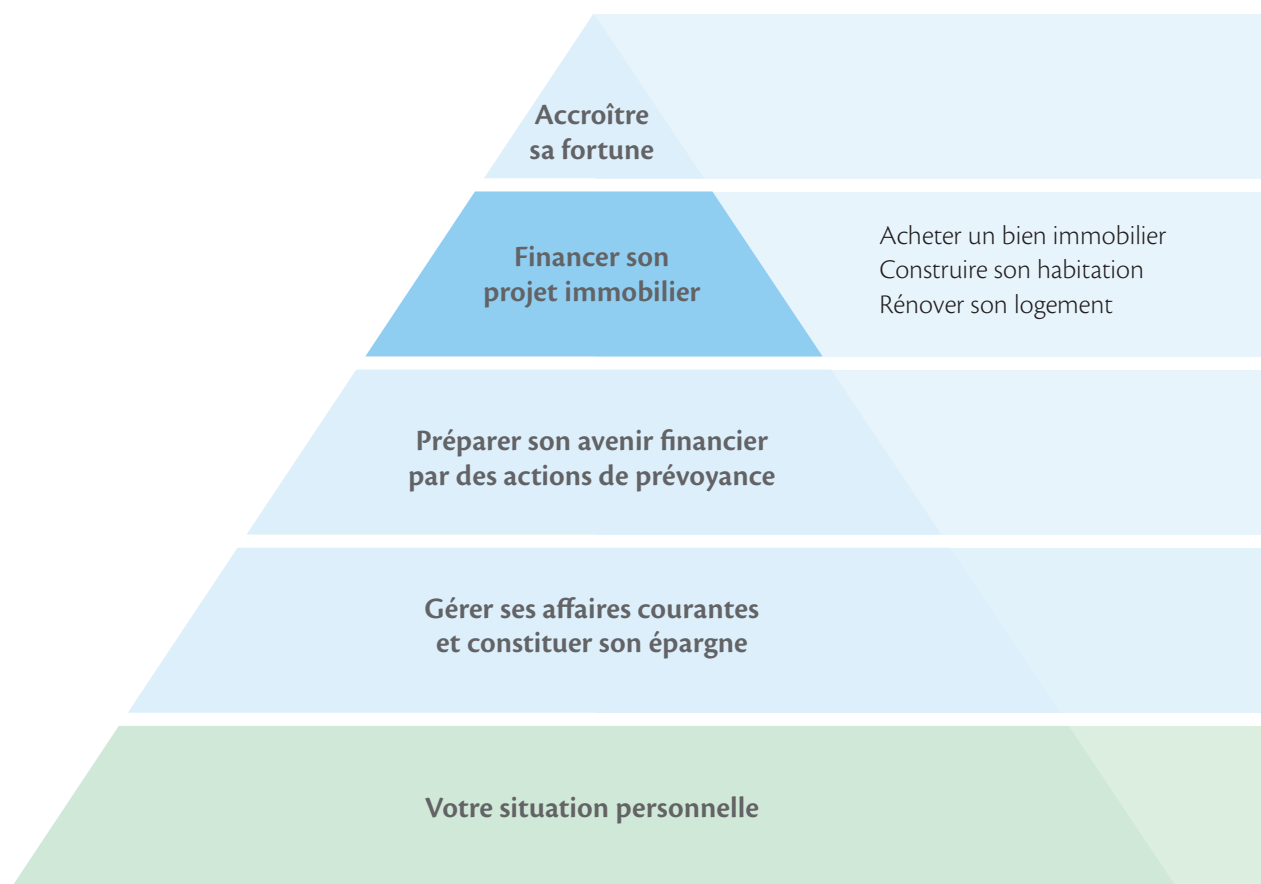 Accroître
sa fortune
Financer son
projet immobilier
Acheter un bien immobilier
Construire son habitation
Rénover son logement
Préparer son avenir financier
par des actions de prévoyance
Gérer ses affaires courantes
et constituer son épargne
Votre situation personnelle